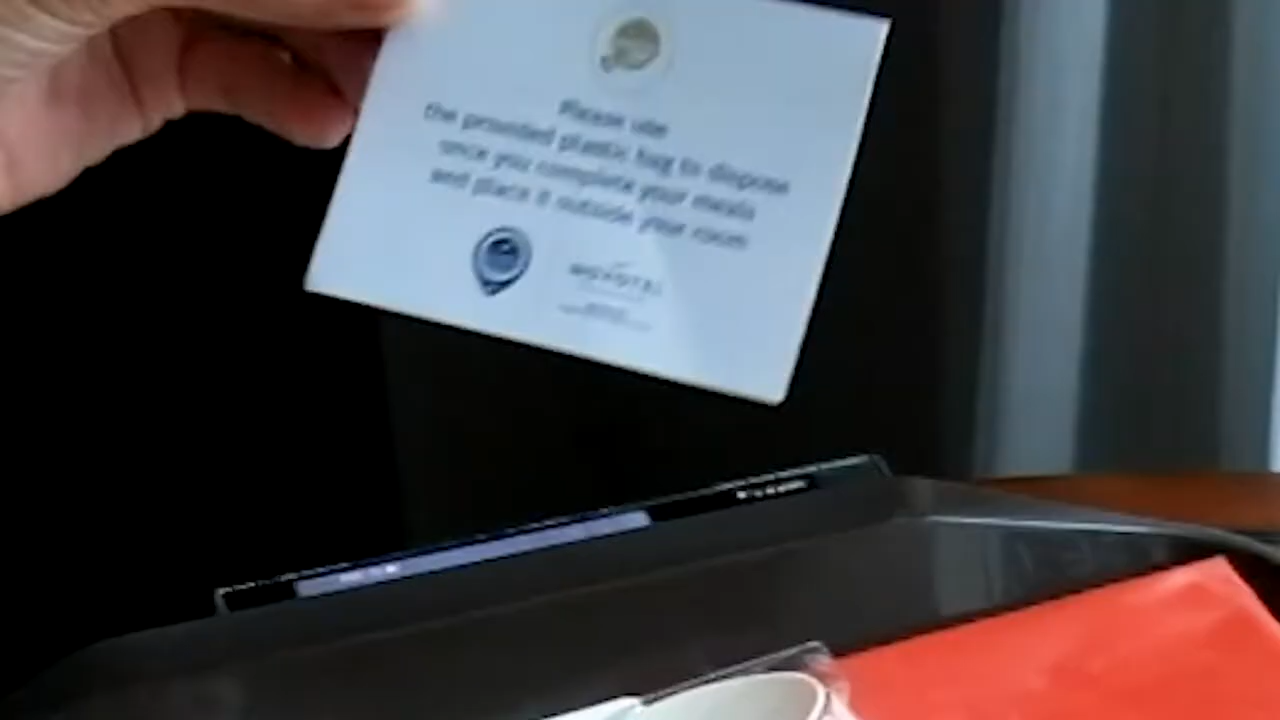 Please use
the provided plastic bag to dispose
once you complete your meals
and place it outside your room
NOVOTEL